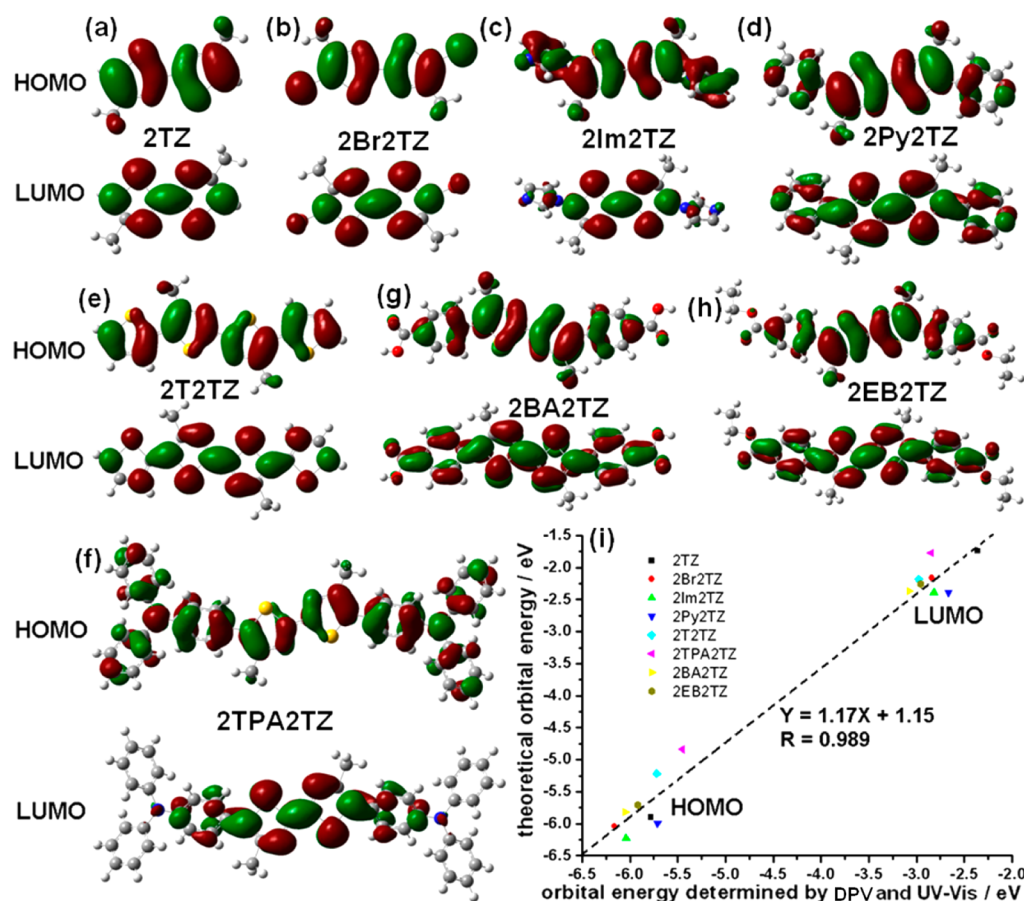 (a)
(b)
(c)
(d)
HOMO
2TZ
2Br2TZ
2Im2TZ
2Py2TZ
LUMO
(e)
(g)
(h)
HOMO
2T2TZ
2BA2TZ
2EB2TZ
LUMO
(f)
HOMO
2TPA2TZ
LUMO
(i)
theoretical orbital energy / eV
-1.5
-2.0
-2.5
-3.0
-3.5
-4.0
-4.5
-5.0
-5.5
-6.0
-6.5
2TZ
2Br2TZ
2Im2TZ
2Py2TZ
2T2TZ
2TPA2TZ
2BA2TZ
2EB2TZ
LUMO
Y = 1.17X + 1.15
R = 0.989
HOMO
-6.5 -6.0 -5.5 -5.0 -4.5 -4.0 -3.5 -3.0 -2.5 -2.0
orbital energy determined by DPV and UV-Vis / eV